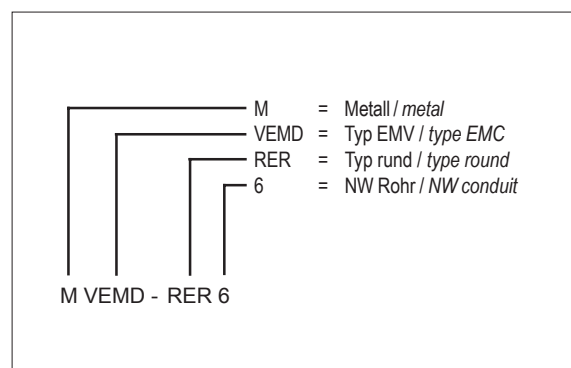 M = Metall / metal
VEMD = Typ EMV / type EMC
RER = Typ rund / type round
6 = NW Rohr / NW conduit
M VEMD - RER 6